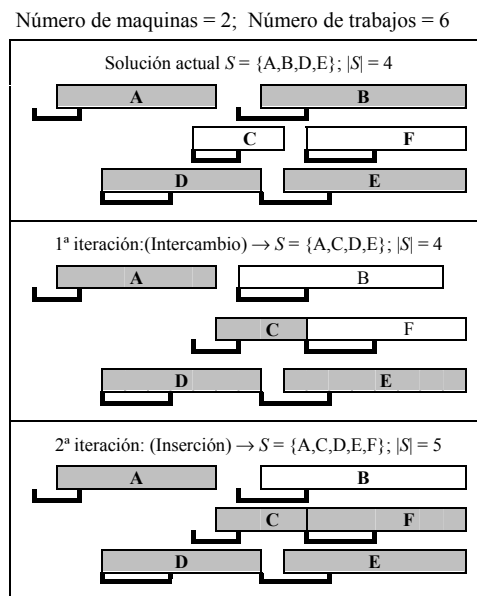 Número de maquinas = 2; Número de trabajos = 6
Solución actual S = {A,B,D,E}; |S| = 4
A B
C F
D E
1ª iteración:(Intercambio) → S = {A,C,D,E}; |S| = 4
A B
C F
D E
2ª iteración: (Inserción) → S = {A,C,D,E,F}; |S| = 5
A B
C F
D E